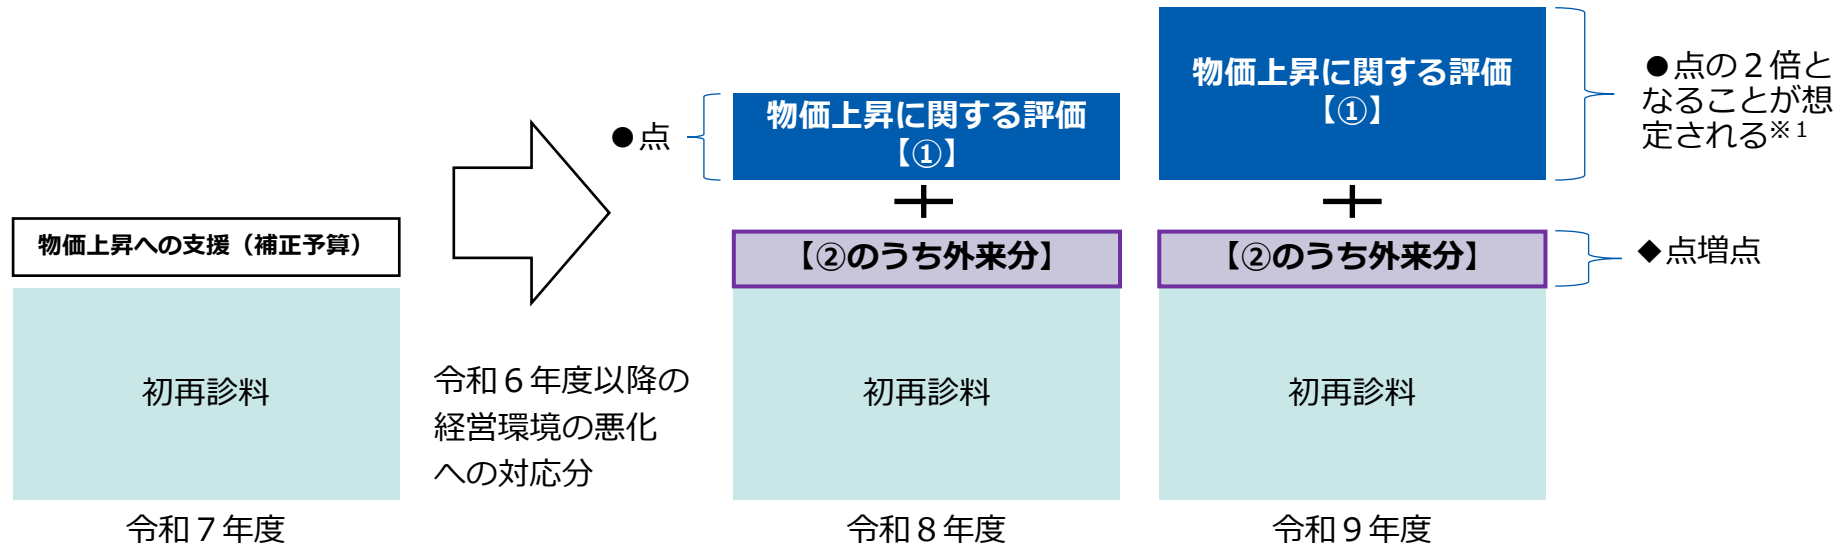 物価上昇への支援（補正予算）
初再診料
令和７年度
令和６年度以降の
経営環境の悪化
への対応分
●点
物価上昇に関する評価
【①】
＋
【②のうち外来分】
初再診料
令和８年度
物価上昇に関する評価
【①】
＋
【②のうち外来分】
初再診料
令和９年度
●点の２倍と
なることが想
定される※１
◆点増点